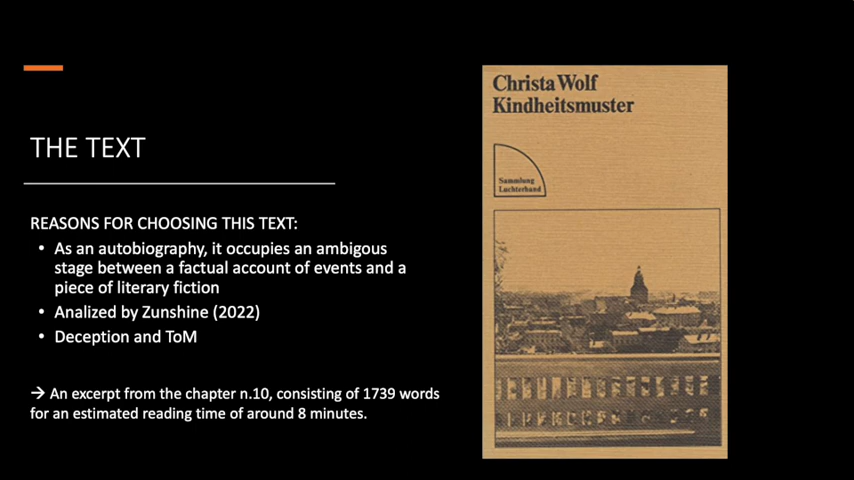 THE TEXT
REASONS FOR CHOOSING THIS TEXT:
• As an autobiography, it occupies an ambigous
stage between a factual account of events and a
piece of literary fiction
• Analized by Zunshine (2022)
• Deception and ToM
→ An excerpt from the chapter n.10, consisting of 1739 words
for an estimated reading time of around 8 minutes.
Christa Wolf
Kindheitsmuster
Sammlung
Luchterhand